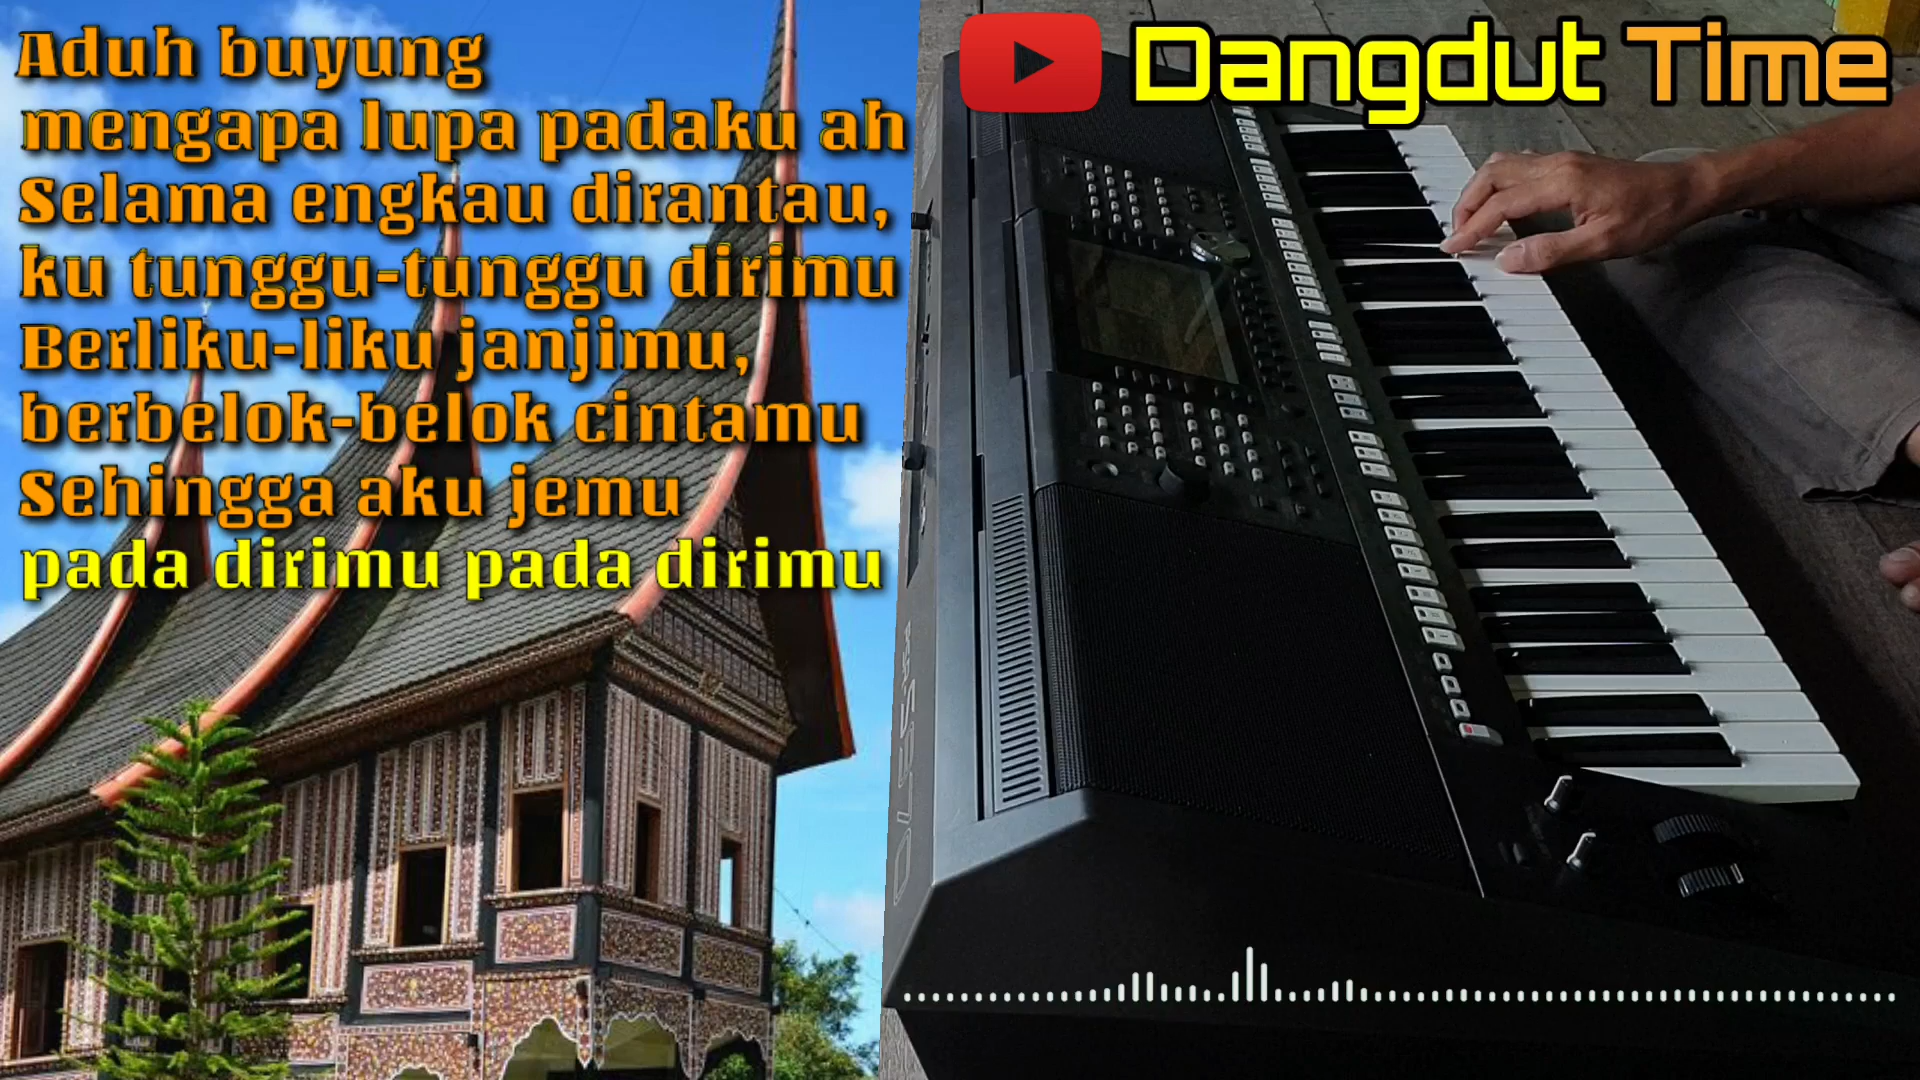 Aduh buyung
mengapa lupa padaku ah
Selama engkau dirantau,
ku tunggu-tunggu dirimu
Berliku-liku janjimu,
berbelok-belok cintamu
Sehingga aku jemu
pada dirimu pada dirimu
Dangdut Time